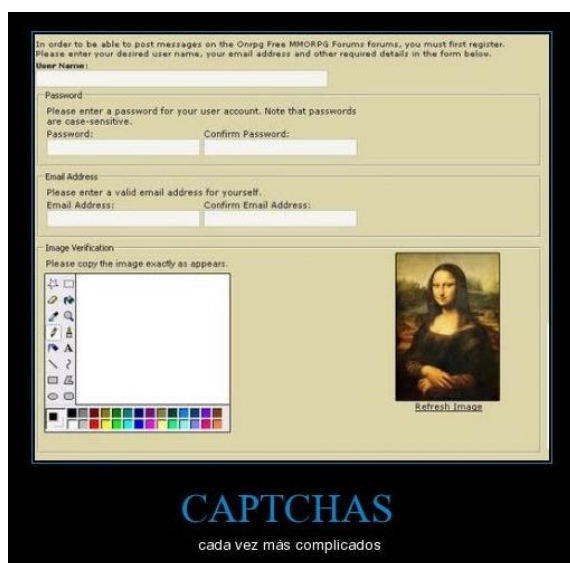 In order to be able to post messages on the Onrpg Free MMORPG Forums forums, you must first register.
Please enter your desired user name, your email address and other required details in the form below.
User Name:
Password
Please enter a password for your user account. Note that passwords
are case-sensitive.
Password: Confirm Password:
Email Address
Please enter a valid email address for yourself.
Email Address: Confirm Email Address:
Image Verification
Please copy the image exactly as appears.
A
Refresh Image
CAPTCHAS
cada vez más complicados